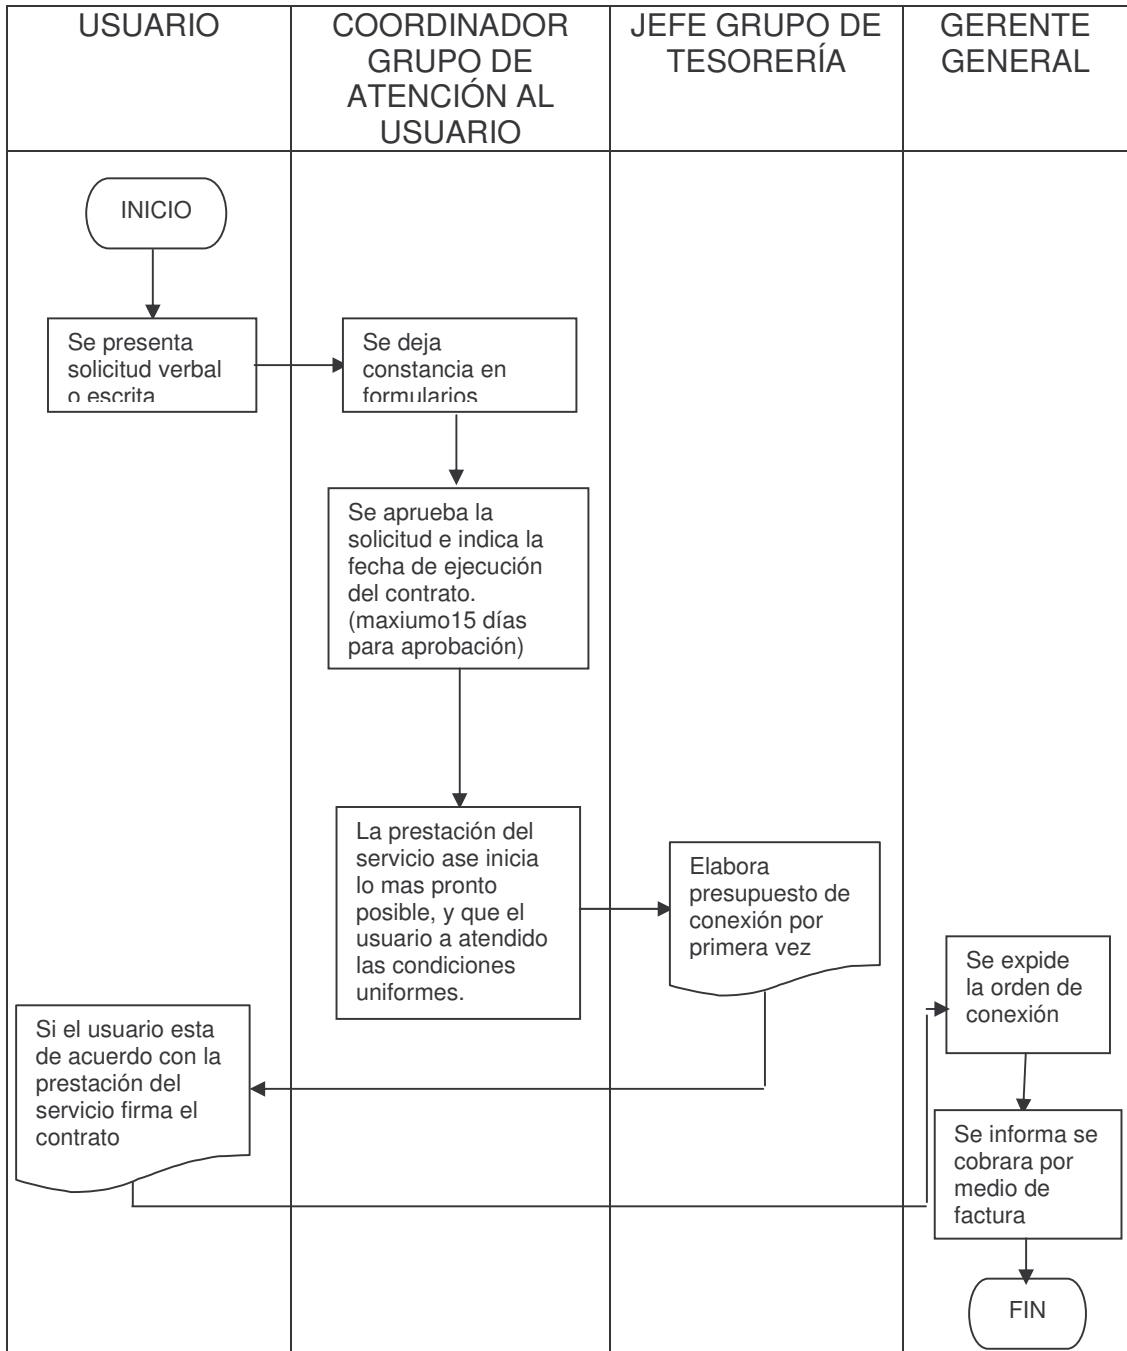 USUARIO
COORDINADOR
GRUPO DE
ATENCIÓN AL
USUARIO
JEFE GRUPO DE
TESORERÍA
GERENTE
GENERAL
INICIO
Se presenta
solicitud verbal
o escrita
Se deja
constancia en
formularios
Se aprueba la
solicitud e indica la
fecha de ejecución
del contrato.
(maxiumo15 días
para aprobación)
La prestación del
servicio ase inicia
lo mas pronto
posible, y que el
usuario a atendido
las condiciones
uniformes.
Elabora
presupuesto de
conexión por
primera vez
Si el usuario esta
de acuerdo con la
prestación del
servicio firma el
contrato
Se expide
la orden de
conexión
Se informa se
cobrara por
medio de
factura
FIN